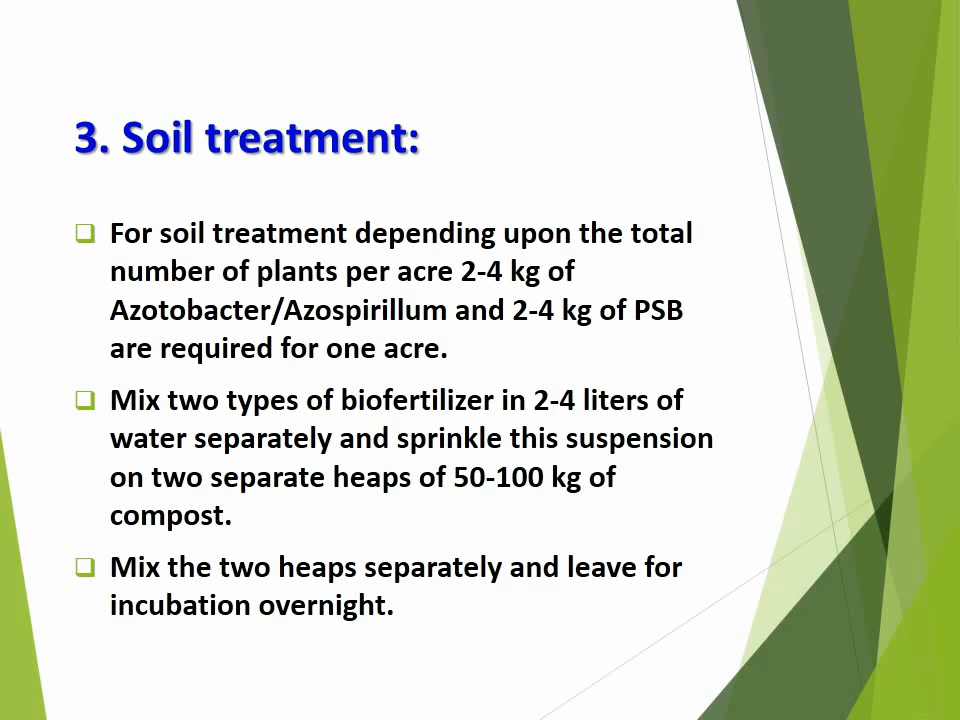 3. Soil treatment:
For soil treatment depending upon the total
number of plants per acre 2-4 kg of
Azotobacter/Azospirillum and 2-4 kg of PSB
are required for one acre.
Mix two types of biofertilizer in 2-4 liters of
water separately and sprinkle this suspension
on two separate heaps of 50-100 kg of
compost.
Mix the two heaps separately and leave for
incubation overnight.